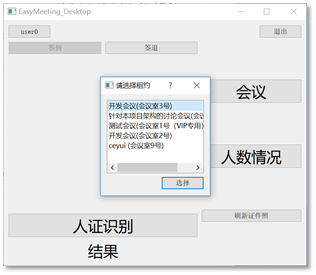 EasyMeeting_Desktop
user0
退出
签到
签退
请选择租约
开发会议(会议室3号)
针对本项目架构的讨论会议(会议
测试会议(会议室1号 (VIP专用)
开发会议(会议室2号)
ceyui (会议室9号)
选择
会议
人数情况
人证识别
刷新证件图
结果